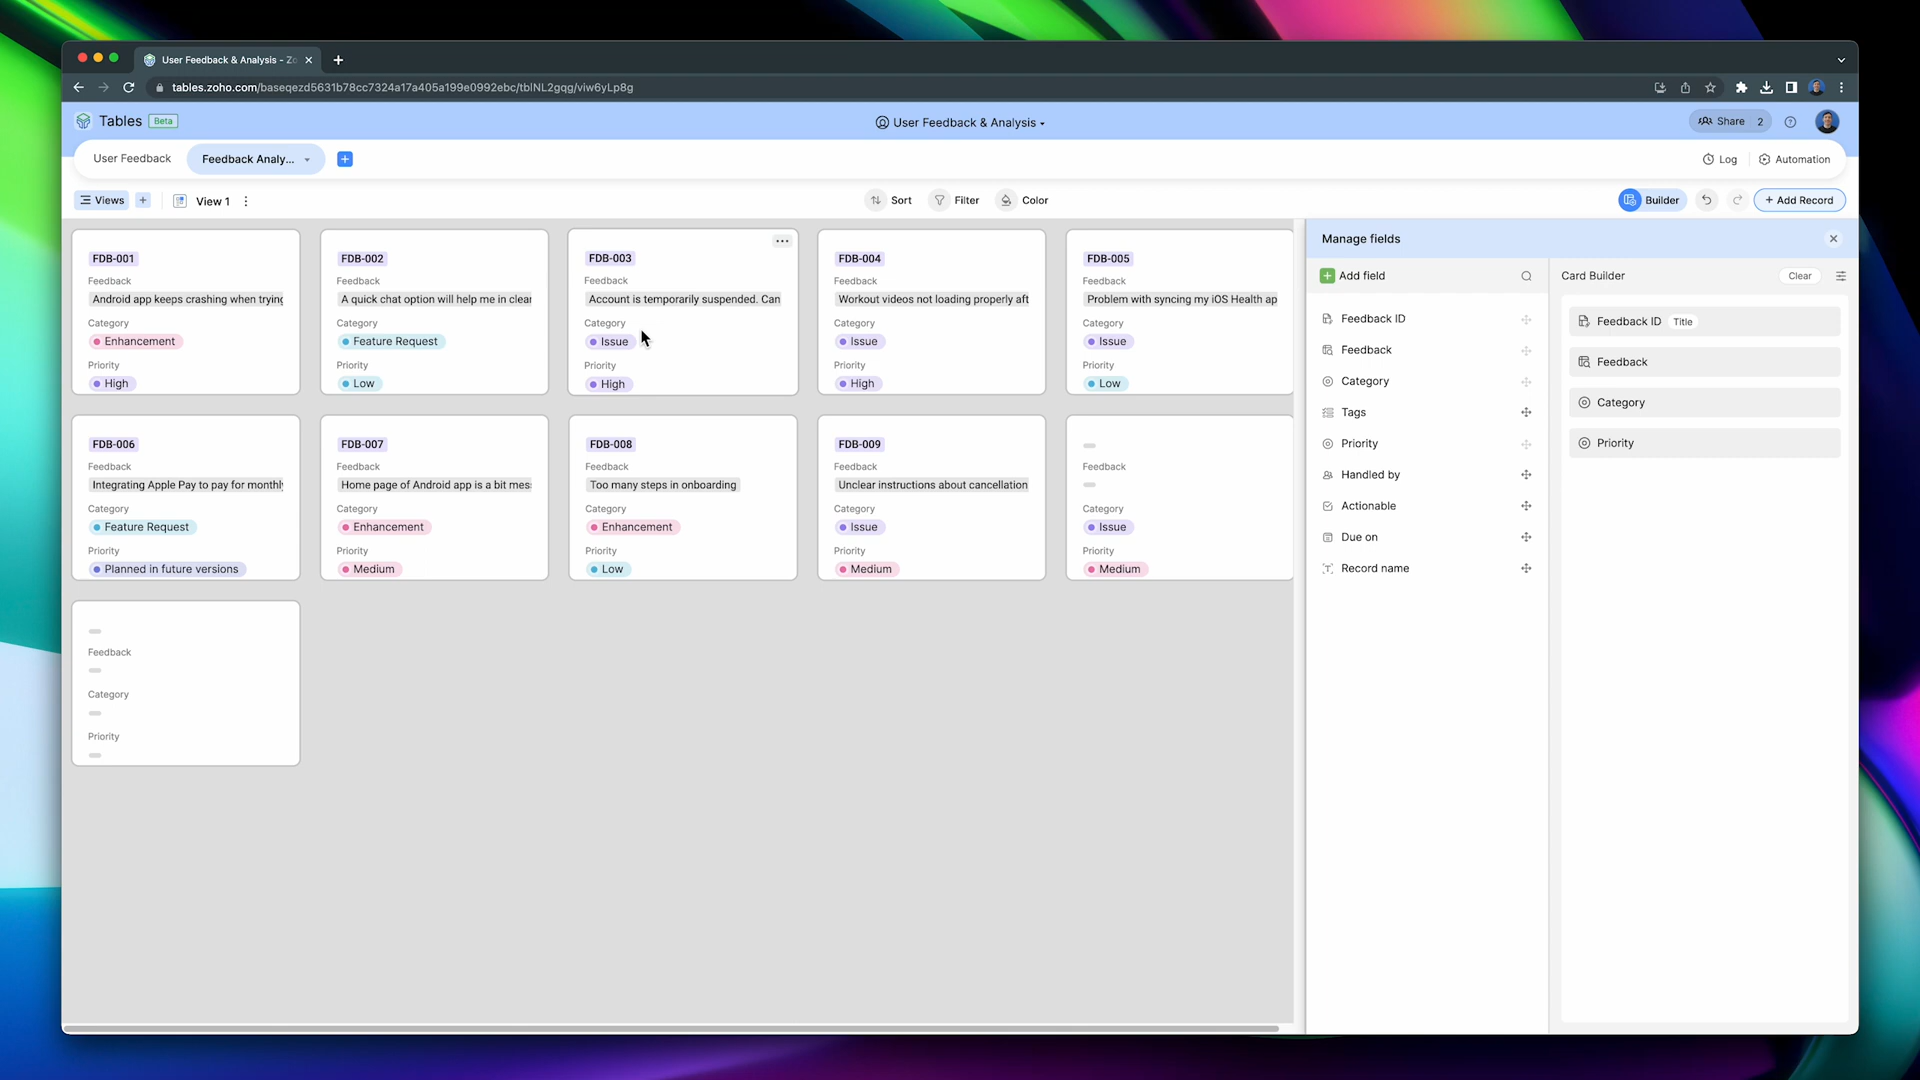 User Feedback & Analysis - Zo
tables.zoho.com/baseqezd5631b78cc7324a17a405a199e0992ebc/tblNL2gqg/viw6yLp8g
Tables Beta
User Feedback & Analysis
Share 2
User Feedback
Feedback Analy...
Log
Automation
Views
View 1
Sort
Filter
Color
Builder
+ Add Record
FDB-001
Feedback
Android app keeps crashing when trying
Category
Enhancement
Priority
High
FDB-002
Feedback
A quick chat option will help me in clear
Category
Feature Request
Priority
Low
FDB-003
Feedback
Account is temporarily suspended. Can
Category
Issue
Priority
High
FDB-004
Feedback
Workout videos not loading properly aft
Category
Issue
Priority
High
FDB-005
Feedback
Problem with syncing my iOS Health ap
Category
Issue
Priority
Low
FDB-006
Feedback
Integrating Apple Pay to pay for monthly
Category
Feature Request
Priority
Planned in future versions
FDB-007
Feedback
Home page of Android app is a bit mess
Category
Enhancement
Priority
Medium
FDB-008
Feedback
Too many steps in onboarding
Category
Enhancement
Priority
Low
FDB-009
Feedback
Unclear instructions about cancellation
Category
Issue
Priority
Medium
Feedback
Category
Issue
Priority
Medium
Feedback
Category
Priority
Manage fields
Add field
Feedback ID
Feedback
Category
Tags
Priority
Handled by
Actionable
Due on
Record name
Card Builder
Clear
Feedback ID Title
Feedback
Category
Priority